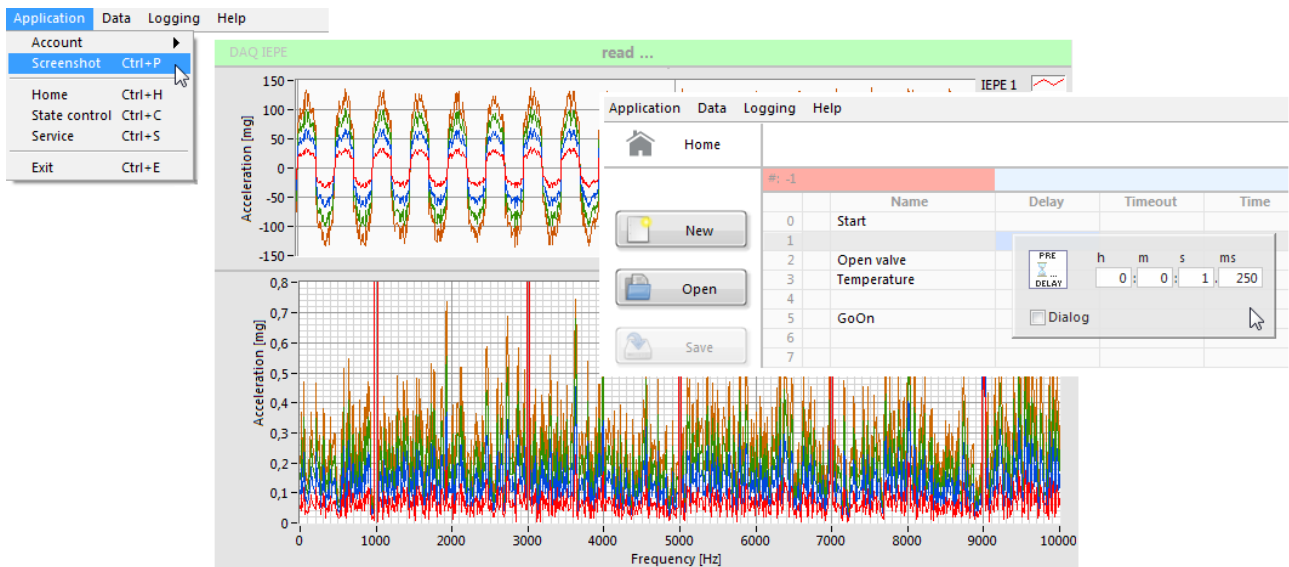 Application Data Logging Help
Account
Screenshot Ctrl+P
Home Ctrl+H
State control Ctrl+C
Service Ctrl+S
Exit Ctrl+E
DAQ IEPE read ...
IEPE 1
Acceleration [mg]
150
100
50
0
-50
-100
-150
Application Data Logging Help
Home
New
Open
Save
#: -1
Name Delay Timeout Time
0 Start
1
2 Open valve
3 Temperature
4
5 GoOn
6
7
PRE
...
DELAY
h m s ms
0 : 0 : 1 . 250
Dialog
Acceleration [mg]
0,8
0,7
0,6
0,5
0,4
0,3
0,2
0,1
0
0 1000 2000 3000 4000 5000 6000 7000 8000 9000 10000
Frequency [Hz]